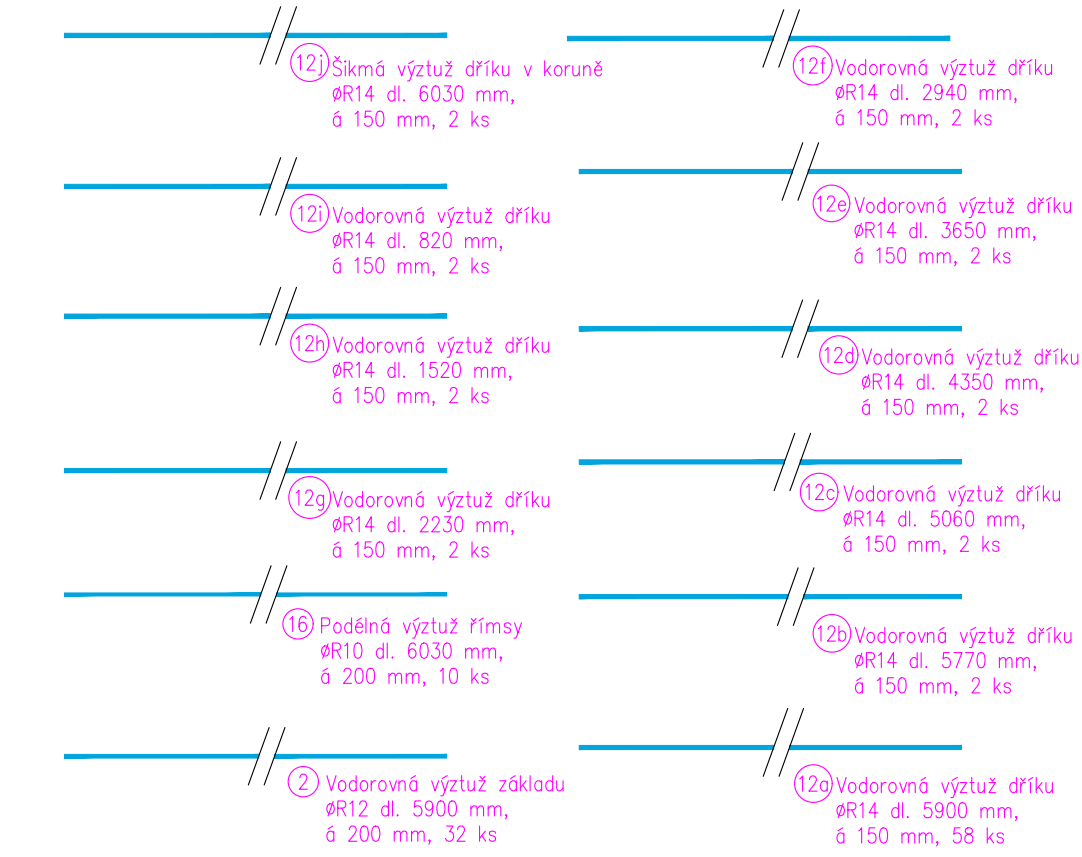 12j Šikmá výztuž dříku v koruně
øR14 dl. 6030 mm,
á 150 mm, 2 ks
12i Vodorovná výztuž dříku
øR14 dl. 820 mm,
á 150 mm, 2 ks
12h Vodorovná výztuž dříku
øR14 dl. 1520 mm,
á 150 mm, 2 ks
12g Vodorovná výztuž dříku
øR14 dl. 2230 mm,
á 150 mm, 2 ks
16 Podélná výztuž římsy
øR10 dl. 6030 mm,
á 200 mm, 10 ks
2 Vodorovná výztuž základu
øR12 dl. 5900 mm,
á 200 mm, 32 ks
12f Vodorovná výztuž dříku
øR14 dl. 2940 mm,
á 150 mm, 2 ks
12e Vodorovná výztuž dříku
øR14 dl. 3650 mm,
á 150 mm, 2 ks
12d Vodorovná výztuž dříku
øR14 dl. 4350 mm,
á 150 mm, 2 ks
12c Vodorovná výztuž dříku
øR14 dl. 5060 mm,
á 150 mm, 2 ks
12b Vodorovná výztuž dříku
øR14 dl. 5770 mm,
á 150 mm, 2 ks
12a Vodorovná výztuž dříku
øR14 dl. 5900 mm,
á 150 mm, 58 ks